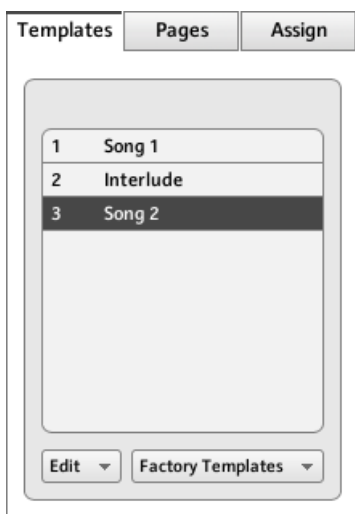 Templates Pages Assign
1 Song 1
2 Interlude
3 Song 2
Edit Factory Templates